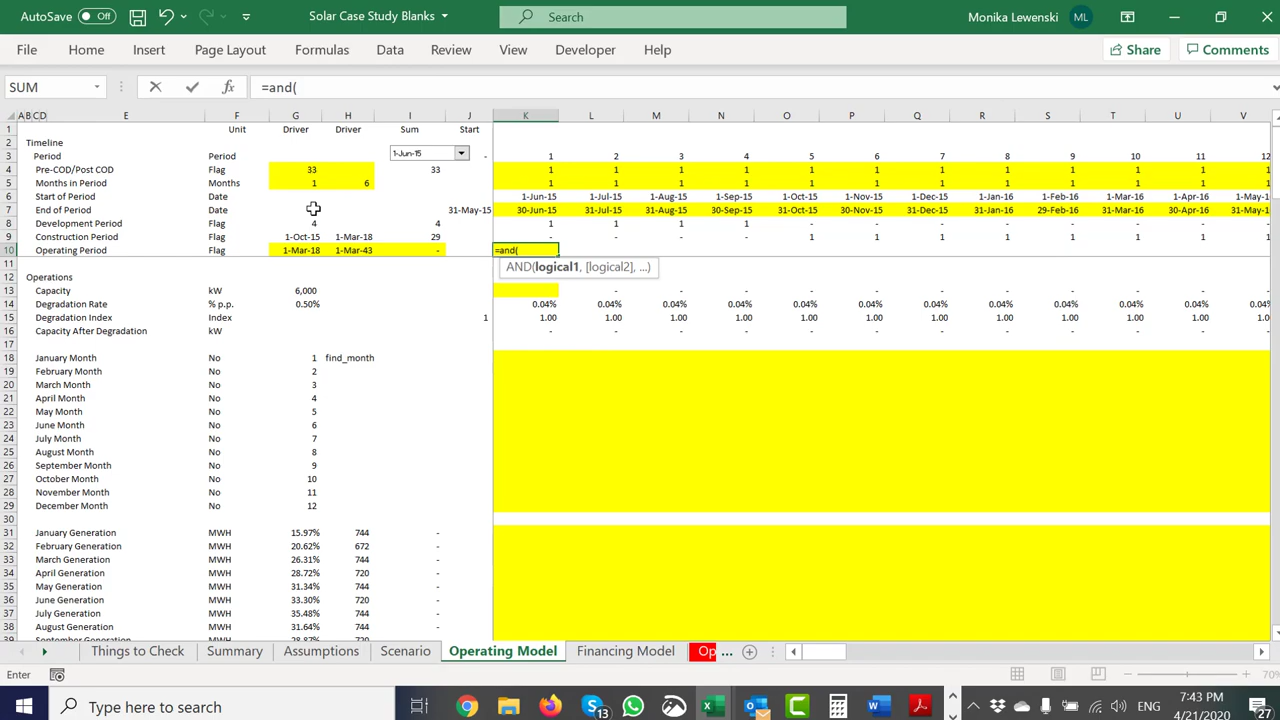 AutoSave Off Solar Case Study Blanks Search Monika Lewenski ML
File Home Insert Page Layout Formulas Data Review View Developer Help Share Comments
SUM =and(
A B C D E F G H I J K L M N O P Q R S T U V
1 Unit Driver Driver Sum Start
2 Timeline
3 Period Period 1-Jun-15 - 1 2 3 4 5 6 7 8 9 10 11 12
4 Pre-COD/Post COD Flag 33 33 1 1 1 1 1 1 1 1 1 1 1 1
5 Months in Period Months 1 6 1 1 1 1 1 1 1 1 1 1 1 1
6 Start of Period Date 1-Jun-15 1-Jul-15 1-Aug-15 1-Sep-15 1-Oct-15 1-Nov-15 1-Dec-15 1-Jan-16 1-Feb-16 1-Mar-16 1-Apr-16 1-May-
7 End of Period Date 31-May-15 30-Jun-15 31-Jul-15 31-Aug-15 30-Sep-15 31-Oct-15 30-Nov-15 31-Dec-15 31-Jan-16 29-Feb-16 31-Mar-16 30-Apr-16 31-May-
8 Development Period Flag 4 4 1 1 1 1 - - - - - - - -
9 Construction Period Flag 1-Oct-15 1-Mar-18 29 - - - - 1 1 1 1 1 1 1 1
10 Operating Period Flag 1-Mar-18 1-Mar-43 - =and(
11 AND(logical1, [logical2], ...)
12 Operations
13 Capacity kW 6,000 - - - - - - - - - - -
14 Degradation Rate % p.p. 0.50% 0.04% 0.04% 0.04% 0.04% 0.04% 0.04% 0.04% 0.04% 0.04% 0.04% 0.04% 0.0
15 Degradation Index Index 1 1.00 1.00 1.00 1.00 1.00 1.00 1.00 1.00 1.00 1.00 1.00 1.0
16 Capacity After Degradation kW - - - - - - - - - - - -
17
18 January Month No 1 find_month
19 February Month No 2
20 March Month No 3
21 April Month No 4
22 May Month No 5
23 June Month No 6
24 July Month No 7
25 August Month No 8
26 September Month No 9
27 October Month No 10
28 November Month No 11
29 December Month No 12
30
31 January Generation MWH 15.97% 744 -
32 February Generation MWH 20.62% 672 -
33 March Generation MWH 26.31% 744 -
34 April Generation MWH 28.72% 720 -
35 May Generation MWH 31.34% 744 -
36 June Generation MWH 33.30% 720 -
37 July Generation MWH 35.48% 744 -
38 August Generation MWH 31.64% 744 -
39 September Generation MWH 28.87% 720 -
Things to Check Summary Assumptions Scenario Operating Model Financing Model Op ...
Enter 70%
Type here to search 13 ENG 7:43 PM 4/21/2020 27